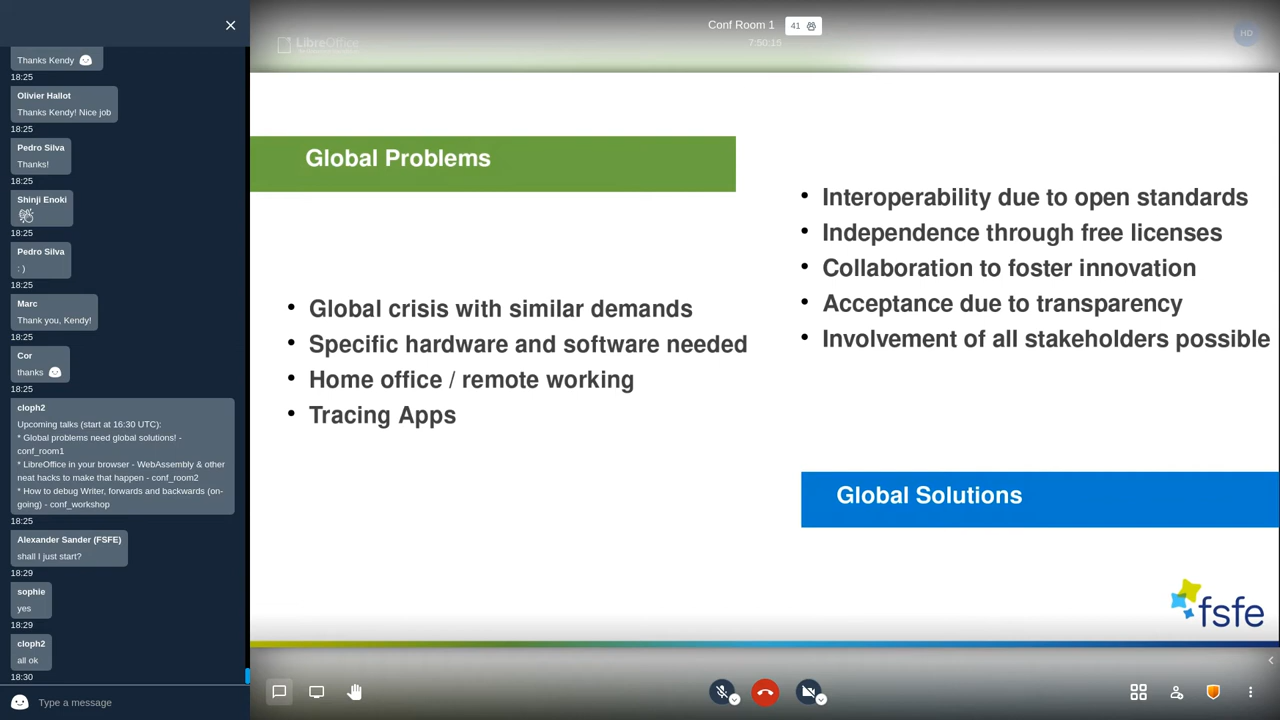 Thanks Kendy
18:25
Olivier Hallot
Thanks Kendy! Nice job
18:25
Pedro Silva
Thanks!
18:25
Shinji Enoki
18:25
Pedro Silva
: )
18:25
Marc
Thank you, Kendy!
18:25
Cor
thanks
18:25
cloph2
Upcoming talks (start at 16:30 UTC):
* Global problems need global solutions! -
conf_room1
* LibreOffice in your browser - WebAssembly & other
neat hacks to make that happen - conf_room2
* How to debug Writer, forwards and backwards (on-
going) - conf_workshop
18:25
Alexander Sander (FSFE)
shall I just start?
18:29
sophie
yes
18:29
cloph2
all ok
18:30
Type a message
LibreOffice
Conf Room 1
41
7:50:15
HD
Global Problems
• Global crisis with similar demands
• Specific hardware and software needed
• Home office / remote working
• Tracing Apps
• Interoperability due to open standards
• Independence through free licenses
• Collaboration to foster innovation
• Acceptance due to transparency
• Involvement of all stakeholders possible
Global Solutions
fsfe